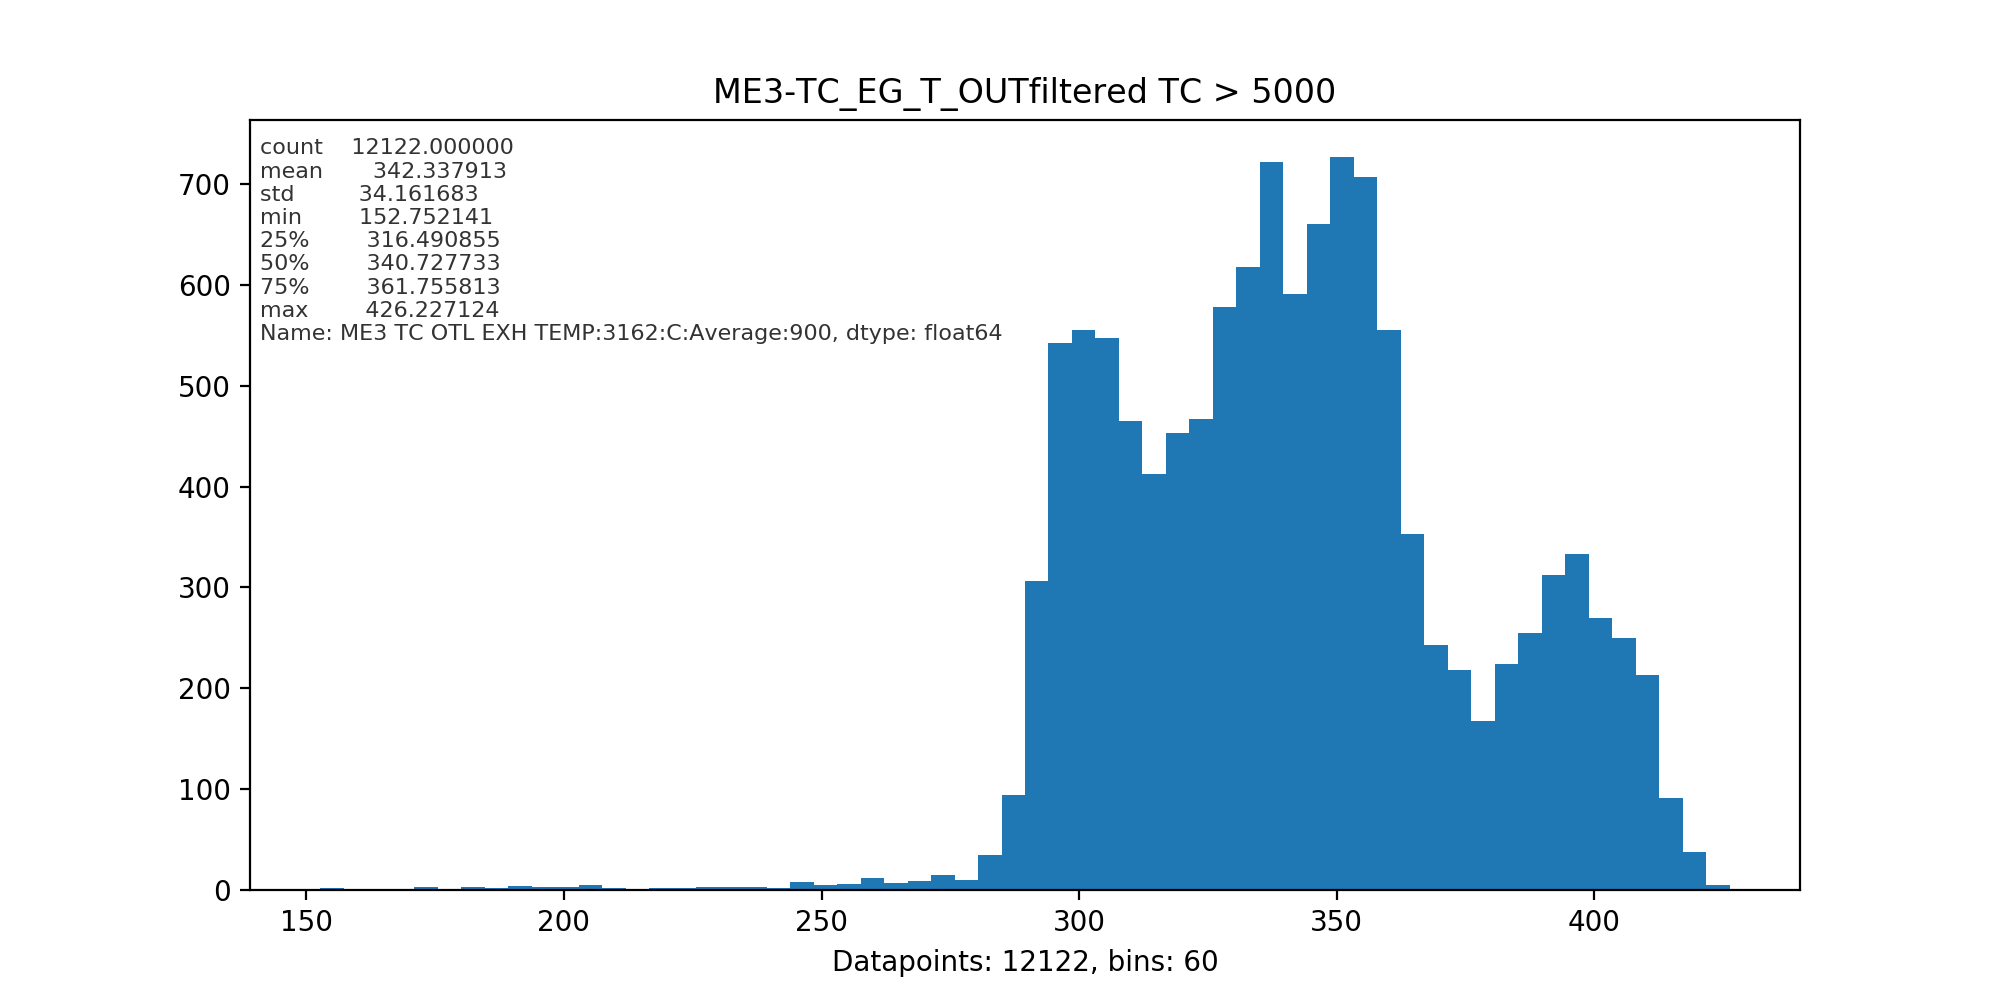 ME3-TC_EG_T_OUTfiltered TC > 5000
count 12122.000000
mean 342.337913
std 34.161683
min 152.752141
25% 316.490855
50% 340.727733
75% 361.755813
max 426.227124
Name: ME3 TC OTL EXH TEMP:3162:C:Average:900, dtype: float64
700
600
500
400
300
200
100
0
150 200 250 300 350 400
Datapoints: 12122, bins: 60